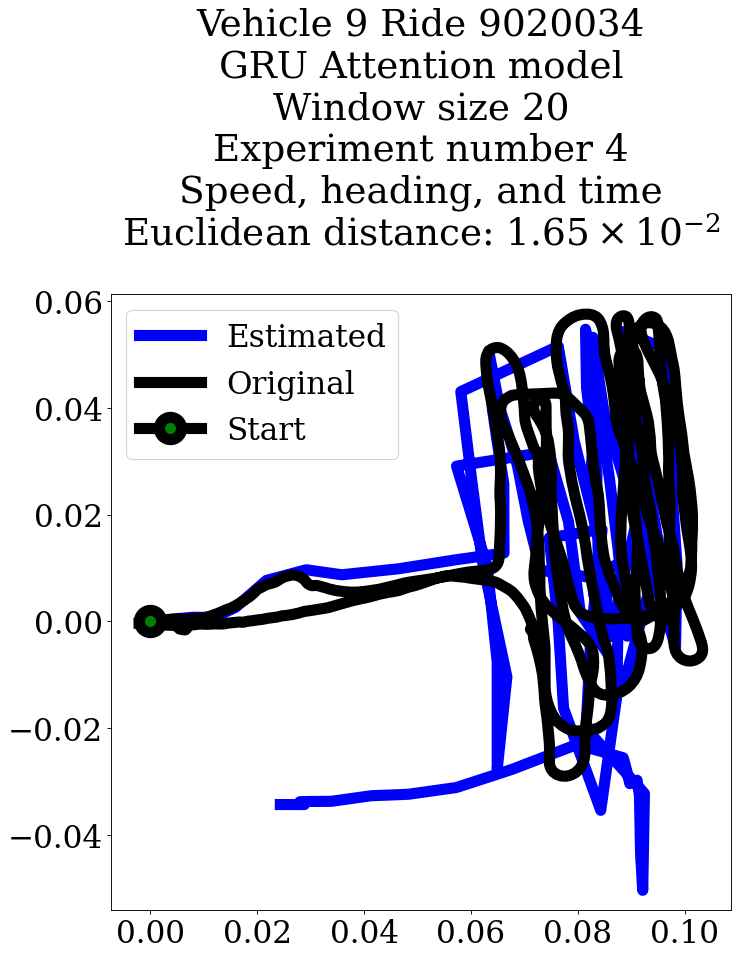 Vehicle 9 Ride 9020034
GRU Attention model
Window size 20
Experiment number 4
Speed, heading, and time
Euclidean distance: 1.65 × 10⁻²
0.06
0.04
0.02
0.00
−0.02
−0.04
Estimated
Original
Start
0.00 0.02 0.04 0.06 0.08 0.10